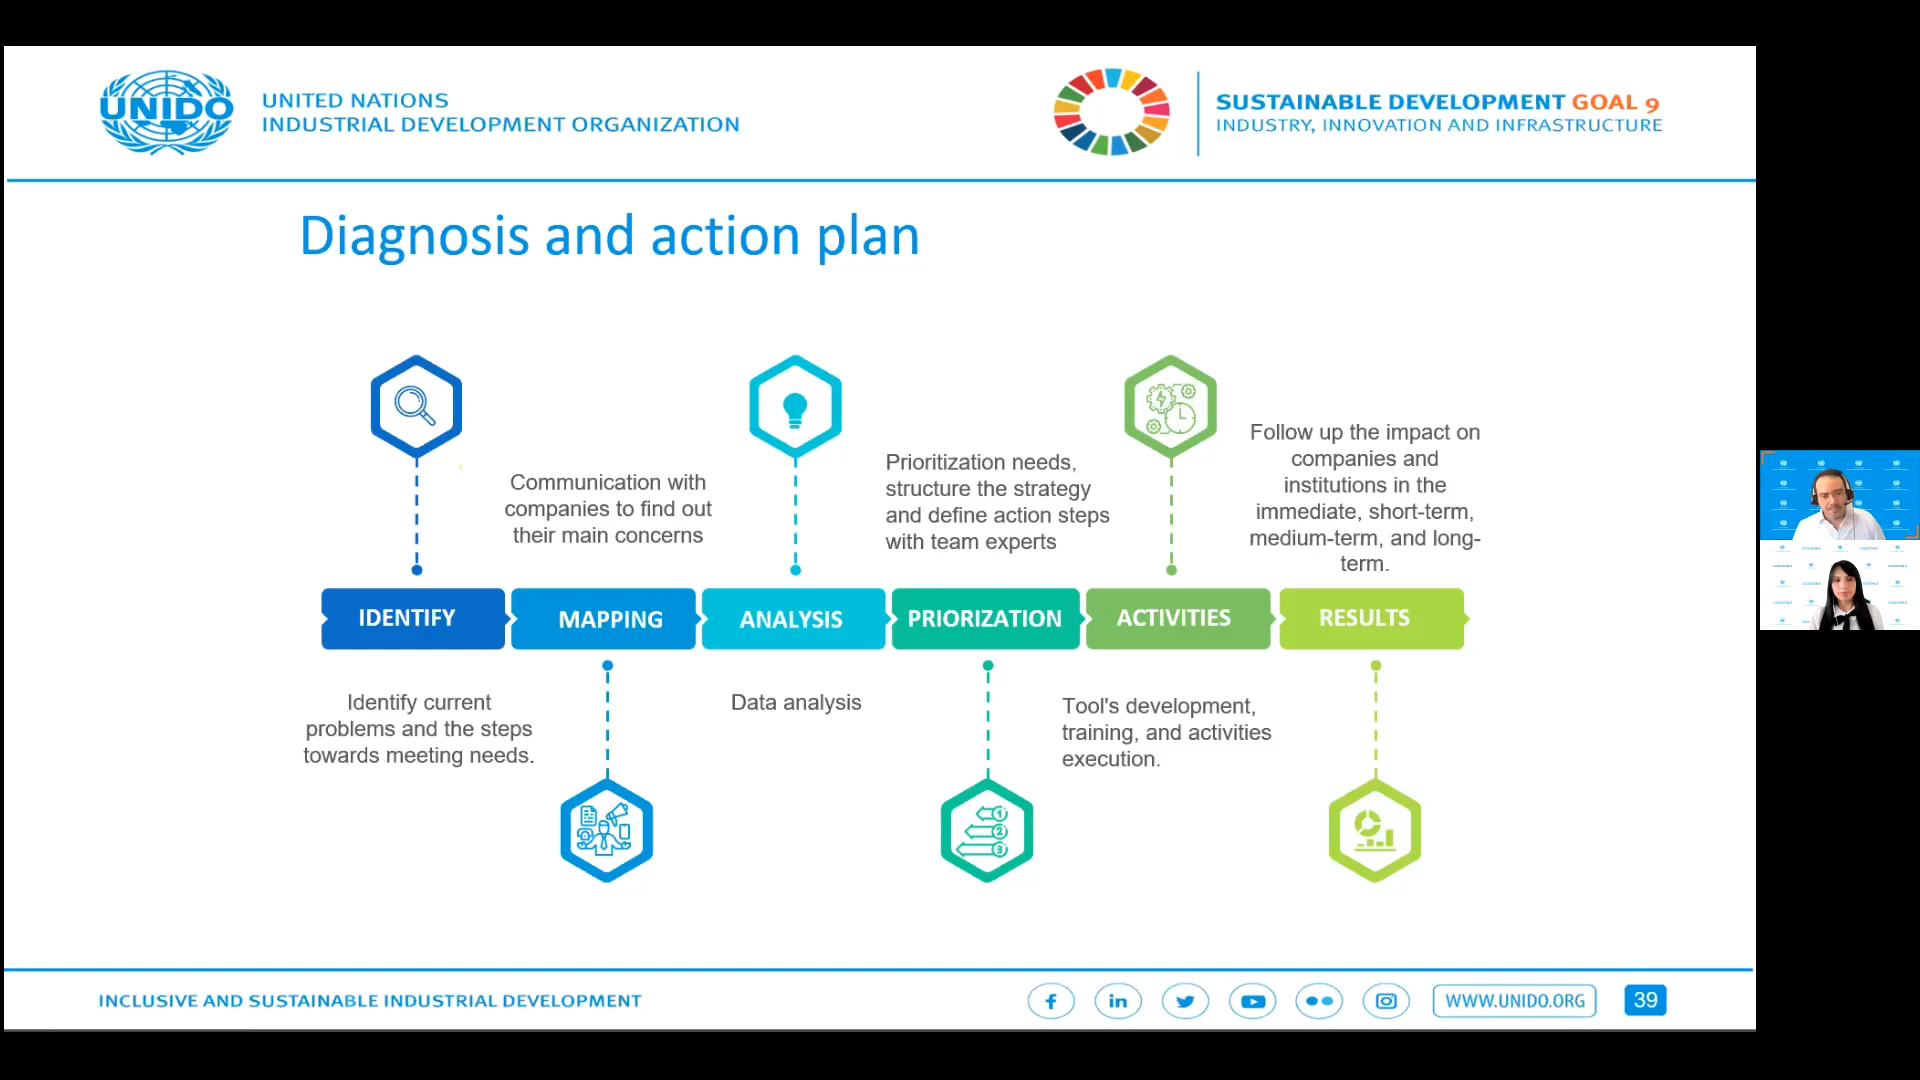 UNIDO
UNITED NATIONS
INDUSTRIAL DEVELOPMENT ORGANIZATION
SUSTAINABLE DEVELOPMENT GOAL 9
INDUSTRY, INNOVATION AND INFRASTRUCTURE
Diagnosis and action plan
Communication with
companies to find out
their main concerns
Prioritization needs,
structure the strategy
and define action steps
with team experts
Follow up the impact on
companies and
institutions in the
immediate, short-term,
medium-term, and long-
term.
IDENTIFY
MAPPING
ANALYSIS
PRIORIZATION
ACTIVITIES
RESULTS
Identify current
problems and the steps
towards meeting needs.
Data analysis
Tool's development,
training, and activities
execution.
1
2
3
INCLUSIVE AND SUSTAINABLE INDUSTRIAL DEVELOPMENT
f
in
WWW.UNIDO.ORG
39